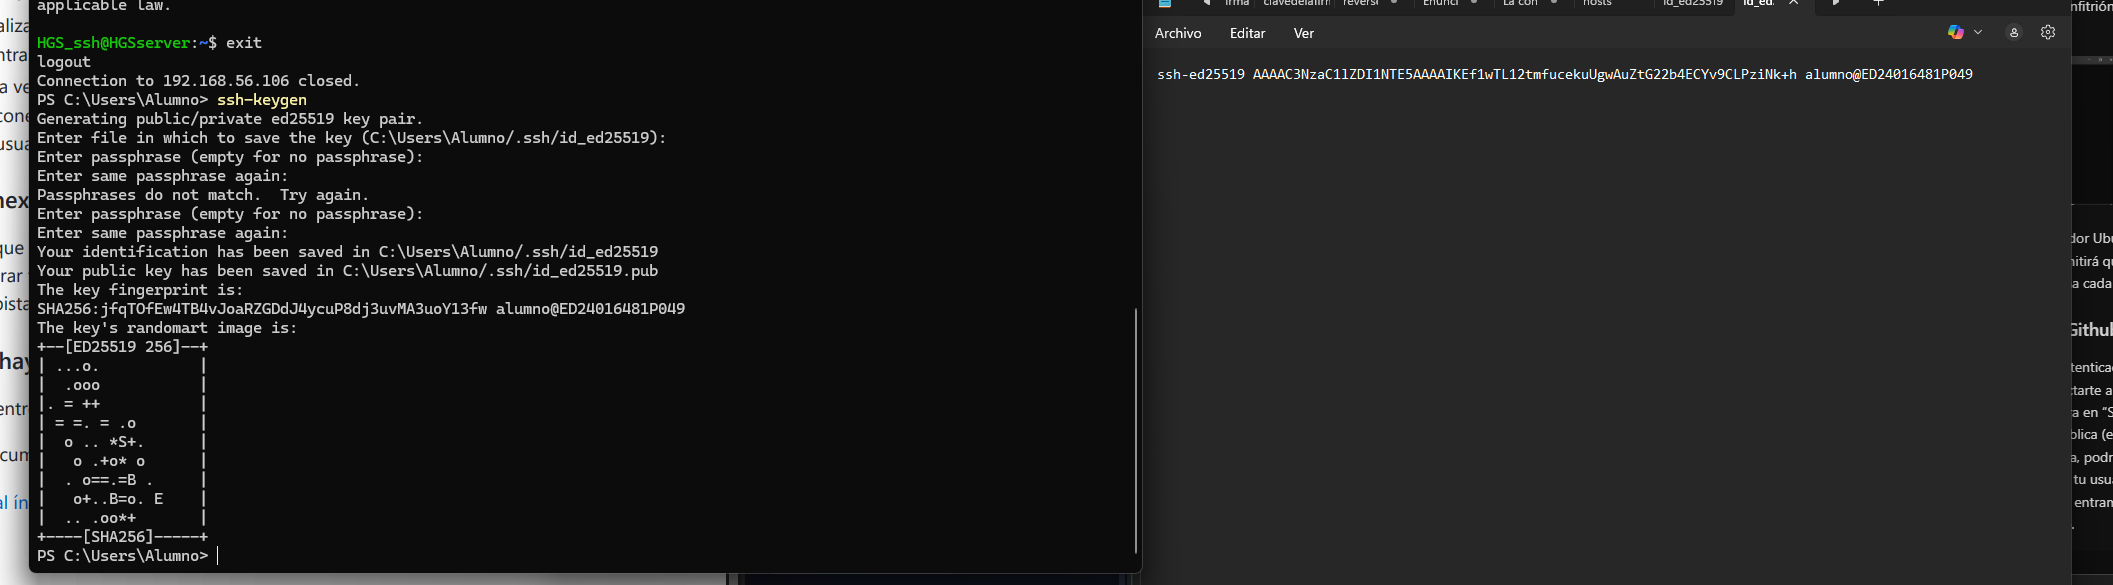 applicable law.
HGS_ssh@HGSserver:~$ exit
logout
Connection to 192.168.56.106 closed.
PS C:\Users\Alumno> ssh-keygen
Generating public/private ed25519 key pair.
Enter file in which to save the key (C:\Users\Alumno/.ssh/id_ed25519):
Enter passphrase (empty for no passphrase):
Enter same passphrase again:
Passphrases do not match.  Try again.
Enter passphrase (empty for no passphrase):
Enter same passphrase again:
Your identification has been saved in C:\Users\Alumno/.ssh/id_ed25519
Your public key has been saved in C:\Users\Alumno/.ssh/id_ed25519.pub
The key fingerprint is:
SHA256:jfqTOfEw4TB4vJoaRZGDdJ4ycuP8dj3uvMA3uoY13fw alumno@ED24016481P049
The key's randomart image is:
+--[ED25519 256]--+
| ...o.           |
|  .ooo           |
|. = ++           |
| = =. = .o       |
|  o .. *S+.      |
|   o .+o* o      |
|  . o==.=B .     |
|   o+..B=o. E    |
|  .. .oo*+       |
+----[SHA256]-----+
PS C:\Users\Alumno>
Archivo Editar Ver
ssh-ed25519 AAAAC3NzaC1lZDI1NTE5AAAAIKEf1wTL12tmfucekuUgwAuZtG22b4ECYv9CLPziNk+h alumno@ED24016481P049